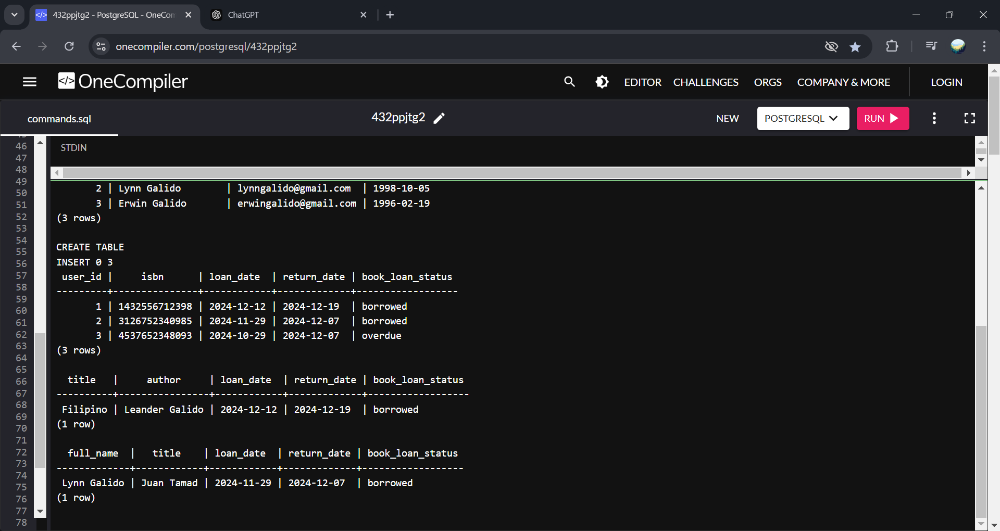 432ppjtg2 - PostgreSQL - OneCom
ChatGPT
onecompiler.com/postgresql/432ppjtg2
</> OneCompiler
EDITOR CHALLENGES ORGS COMPANY & MORE LOGIN
commands.sql
432ppjtg2
NEW POSTGRESQL RUN
STDIN
46
47
48
49
50
51
52
53
54
55
56
57
58
59
60
61
62
63
64
65
66
67
68
69
70
71
72
73
74
75
76
77
78
2 | Lynn Galido | lynngalido@gmail.com | 1998-10-05
3 | Erwin Galido | erwingalido@gmail.com | 1996-02-19
(3 rows)
CREATE TABLE
INSERT 0 3
user_id | isbn | loan_date | return_date | book_loan_status
---------+---------------+------------+-------------+------------------
1 | 1432556712398 | 2024-12-12 | 2024-12-19 | borrowed
2 | 3126752340985 | 2024-11-29 | 2024-12-07 | borrowed
3 | 4537652348093 | 2024-10-29 | 2024-12-07 | overdue
(3 rows)
title | author | loan_date | return_date | book_loan_status
----------+----------------+------------+-------------+------------------
Filipino | Leander Galido | 2024-12-12 | 2024-12-19 | borrowed
(1 row)
full_name | title | loan_date | return_date | book_loan_status
-------------+------------+------------+-------------+------------------
Lynn Galido | Juan Tamad | 2024-11-29 | 2024-12-07 | borrowed
(1 row)